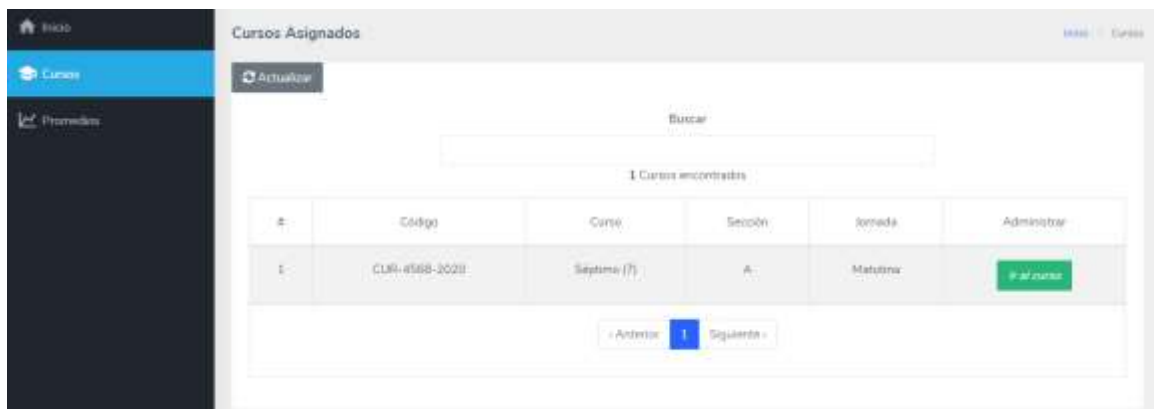 Inicio
Cursos Asignados
Inicio / Cursos
Cursos
Actualizar
Promedios
Buscar
1 Cursos encontrados
# Código Curso Sección Jornada Administrar
1 CUR-4568-2020 Séptimo (7) A Matutina Ir al curso
‹ Anterior 1 Siguiente ›